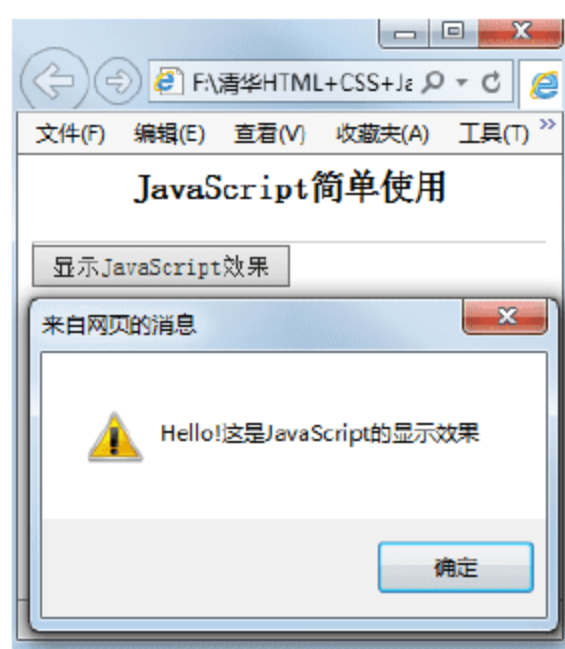 F:\清华HTML+CSS+Ja
文件(F) 编辑(E) 查看(V) 收藏夹(A) 工具(T) »
JavaScript简单使用
显示JavaScript效果
来自网页的消息
Hello!这是JavaScript的显示效果
确定